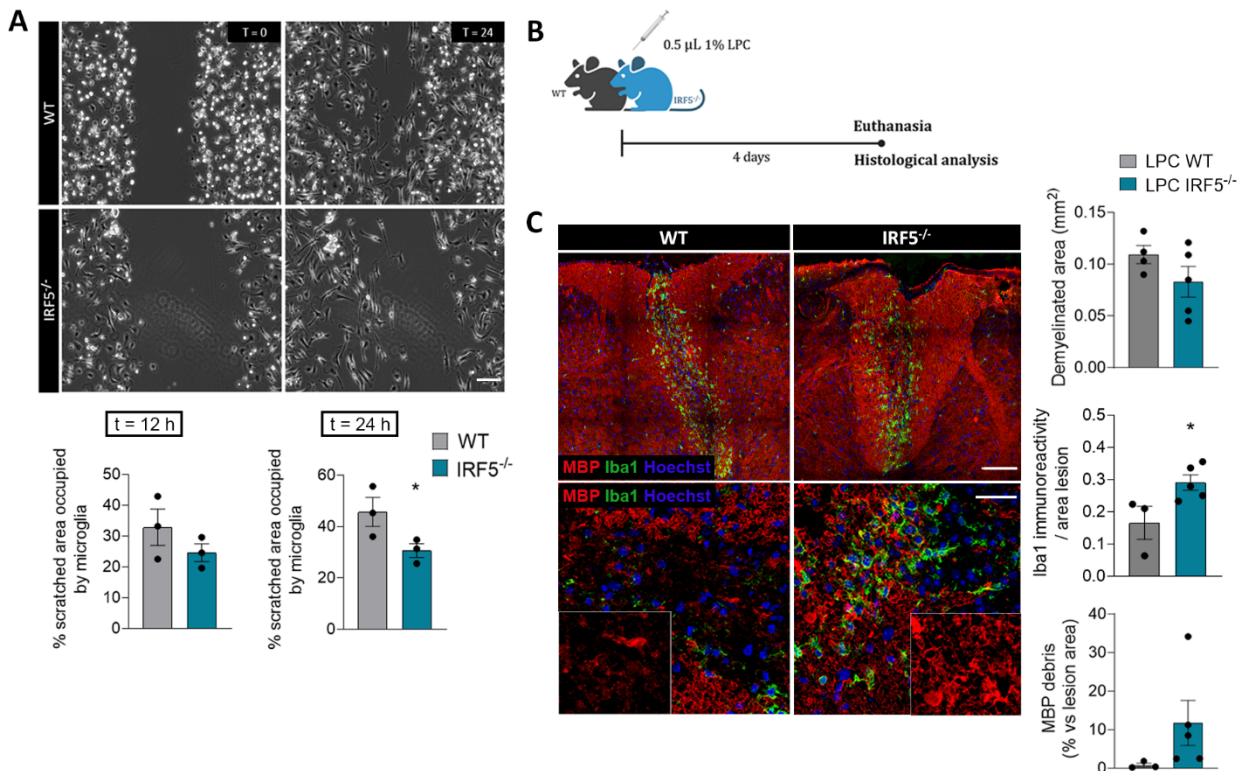 A
T = 0
T = 24
WT
IRF5-/-
t = 12 h
t = 24 h
WT
IRF5-/-
% scratched area occupied
by microglia
50
40
30
20
10
0
% scratched area occupied
by microglia
60
40
20
0
*
B
0.5 µL 1% LPC
WT
IRF5-/-
4 days
Euthanasia
Histological analysis
C
WT
IRF5-/-
MBP Iba1 Hoechst
MBP Iba1 Hoechst
LPC WT
LPC IRF5-/-
Demyelinated area (mm²)
0.15
0.10
0.05
0.00
Iba1 immunoreactivity
/ area lesion
0.5
0.4
0.3
0.2
0.1
0.0
*
MBP debris
(% vs lesion area)
40
30
20
10
0